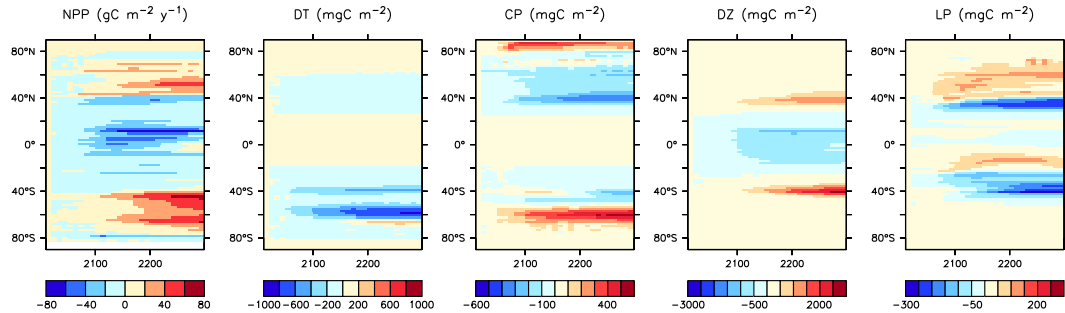 NPP (gC m⁻² y⁻¹)
80°N
40°N
0°
40°S
80°S
2100 2200
−80 −40 0 40 80
DT (mgC m⁻²)
80°N
40°N
0°
40°S
80°S
2100 2200
−1000 −600 −200 200 600 1000
CP (mgC m⁻²)
80°N
40°N
0°
40°S
80°S
2100 2200
−600 −100 400
DZ (mgC m⁻²)
80°N
40°N
0°
40°S
80°S
2100 2200
−3000 −500 2000
LP (mgC m⁻²)
80°N
40°N
0°
40°S
80°S
2100 2200
−300 −50 200